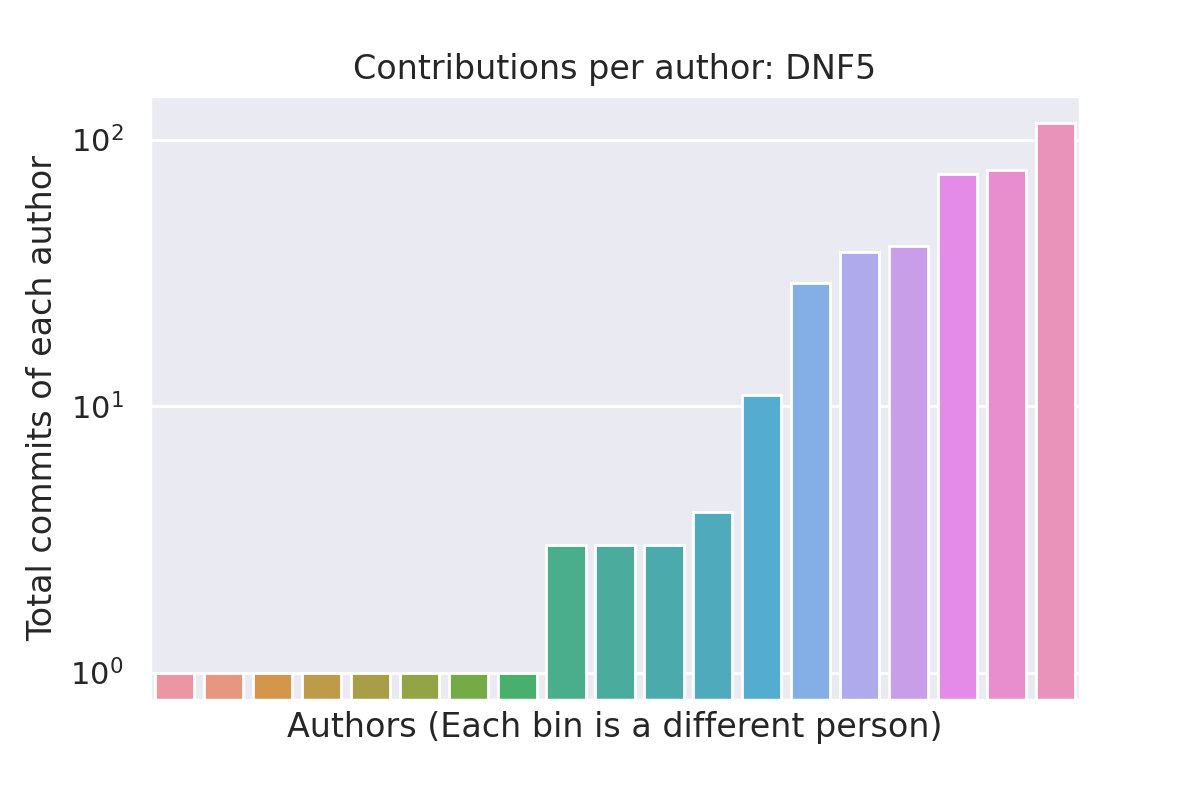 Contributions per author: DNF5
Total commits of each author
10²
10¹
10⁰
Authors (Each bin is a different person)